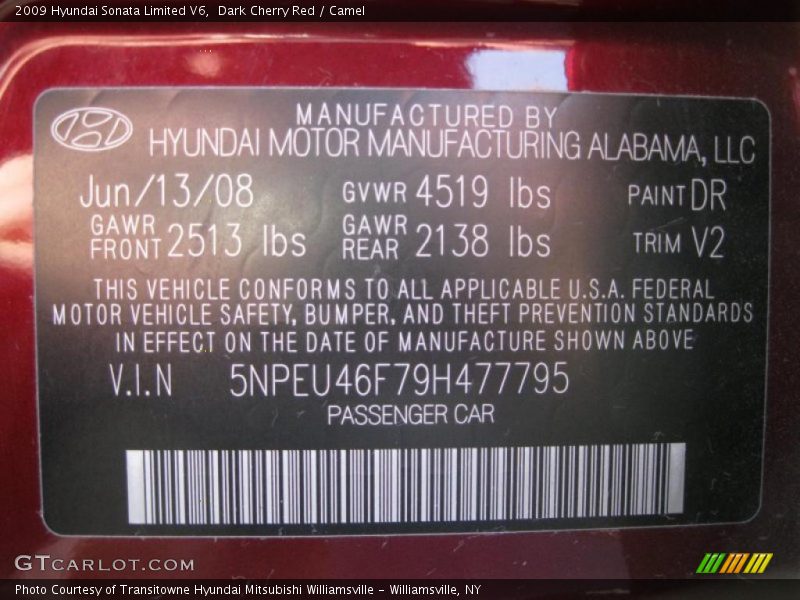 2009 Hyundai Sonata Limited V6,  Dark Cherry Red / Camel
MANUFACTURED BY
HYUNDAI MOTOR MANUFACTURING ALABAMA, LLC
Jun/13/08 GVWR 4519 lbs PAINT DR
GAWR FRONT 2513 lbs GAWR REAR 2138 lbs TRIM V2
THIS VEHICLE CONFORMS TO ALL APPLICABLE U.S.A. FEDERAL
MOTOR VEHICLE SAFETY, BUMPER, AND THEFT PREVENTION STANDARDS
IN EFFECT ON THE DATE OF MANUFACTURE SHOWN ABOVE
V.I.N 5NPEU46F79H477795
PASSENGER CAR
GTCARLOT.COM
Photo Courtesy of Transitowne Hyundai Mitsubishi Williamsville – Williamsville, NY